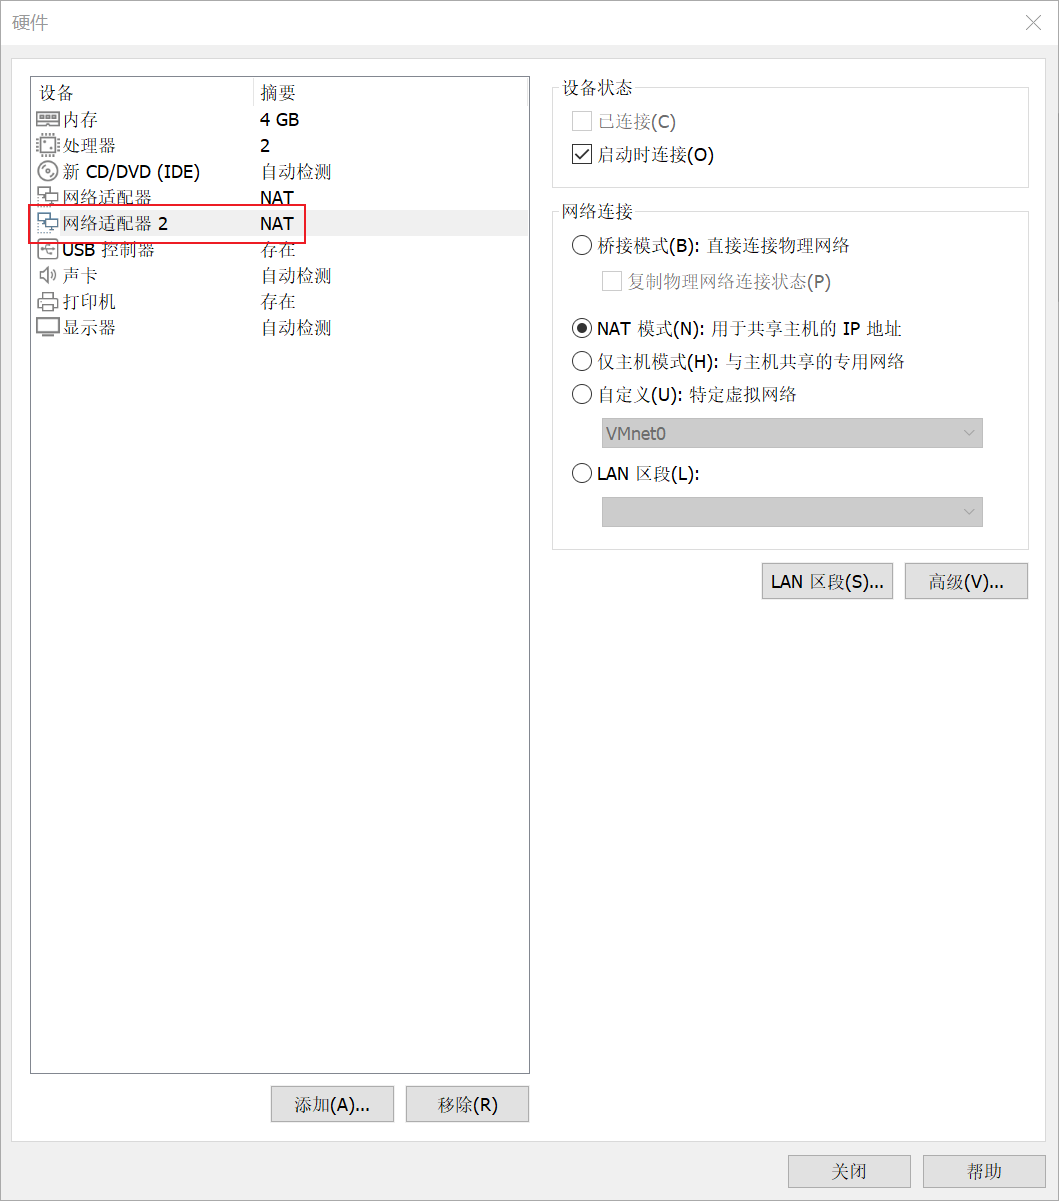 硬件
设备 摘要
内存 4 GB
处理器 2
新 CD/DVD (IDE) 自动检测
网络适配器 NAT
网络适配器 2 NAT
USB 控制器 存在
声卡 自动检测
打印机 存在
显示器 自动检测
添加(A)... 移除(R)
设备状态
已连接(C)
启动时连接(O)
网络连接
桥接模式(B): 直接连接物理网络
复制物理网络连接状态(P)
NAT 模式(N): 用于共享主机的 IP 地址
仅主机模式(H): 与主机共享的专用网络
自定义(U): 特定虚拟网络
VMnet0
LAN 区段(L):
LAN 区段(S)... 高级(V)...
关闭 帮助